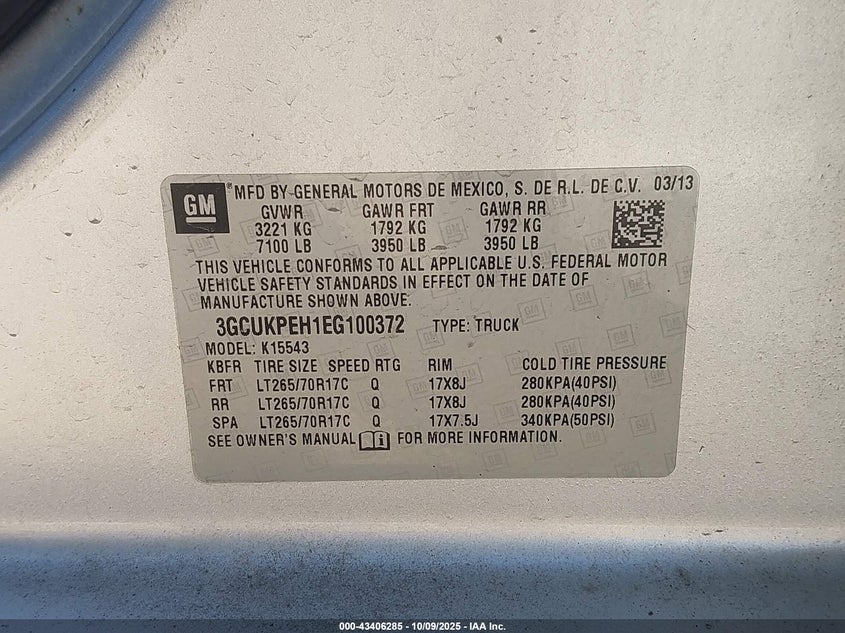 GM ® MFD BY GENERAL MOTORS DE MEXICO, S. DE R.L. DE C.V. 03/13
GVWR GAWR FRT GAWR RR
3221 KG 1792 KG 1792 KG
7100 LB 3950 LB 3950 LB
THIS VEHICLE CONFORMS TO ALL APPLICABLE U.S. FEDERAL MOTOR
VEHICLE SAFETY STANDARDS IN EFFECT ON THE DATE OF
MANUFACTURE SHOWN ABOVE.
3GCUKPEH1EG100372 TYPE: TRUCK
MODEL: K15543
KBFR TIRE SIZE SPEED RTG RIM COLD TIRE PRESSURE
FRT LT265/70R17C Q 17X8J 280KPA(40PSI)
RR LT265/70R17C Q 17X8J 280KPA(40PSI)
SPA LT265/70R17C Q 17X7.5J 340KPA(50PSI)
SEE OWNER'S MANUAL FOR MORE INFORMATION.
000-43406285 - 10/09/2025 - IAA Inc.